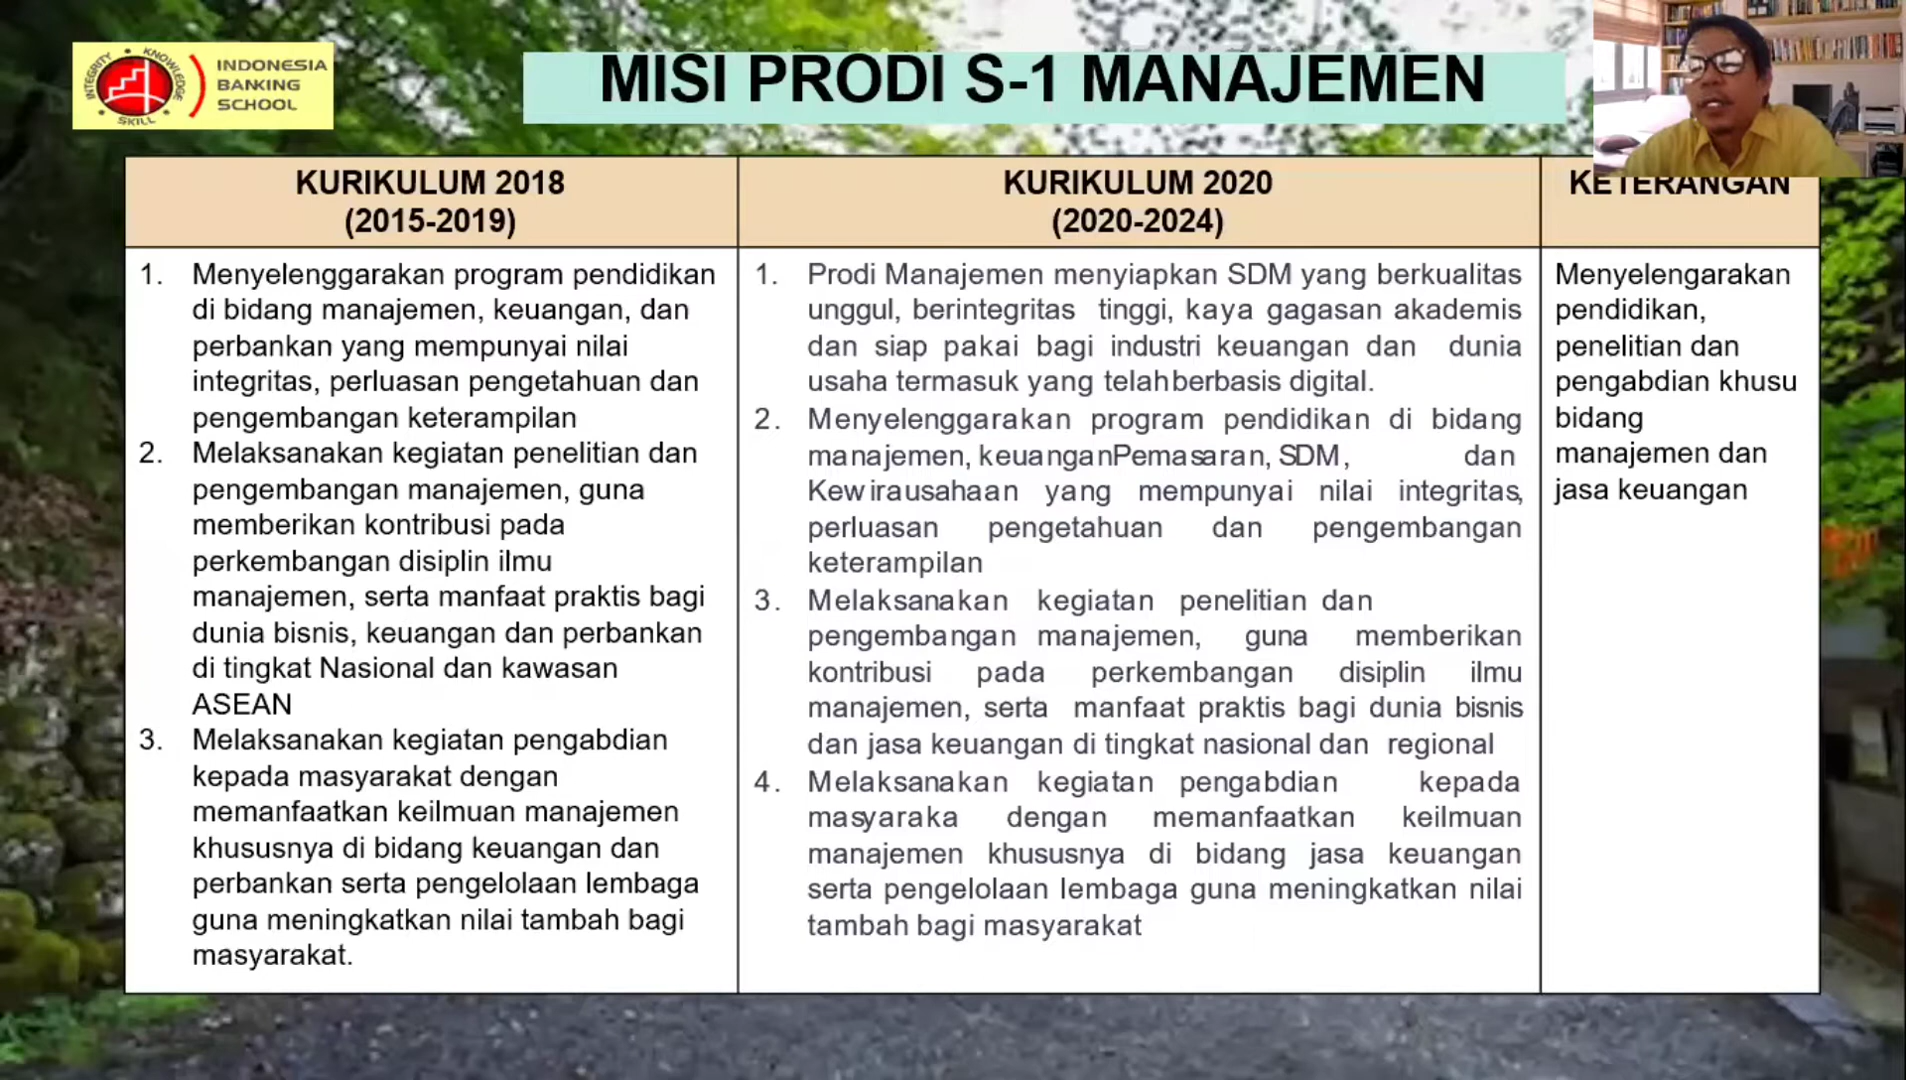 INTEGRITY • KNOWLEDGE • SKILL •
INDONESIA
BANKING
SCHOOL
MISI PRODI S-1 MANAJEMEN
KURIKULUM 2018
(2015-2019)
KURIKULUM 2020
(2020-2024)
KETERANGAN
1. Menyelenggarakan program pendidikan
di bidang manajemen, keuangan, dan
perbankan yang mempunyai nilai
integritas, perluasan pengetahuan dan
pengembangan keterampilan
2. Melaksanakan kegiatan penelitian dan
pengembangan manajemen, guna
memberikan kontribusi pada
perkembangan disiplin ilmu
manajemen, serta manfaat praktis bagi
dunia bisnis, keuangan dan perbankan
di tingkat Nasional dan kawasan
ASEAN
3. Melaksanakan kegiatan pengabdian
kepada masyarakat dengan
memanfaatkan keilmuan manajemen
khususnya di bidang keuangan dan
perbankan serta pengelolaan lembaga
guna meningkatkan nilai tambah bagi
masyarakat.
1. Prodi Manajemen menyiapkan SDM yang berkualitas
unggul, berintegritas tinggi, kaya gagasan akademis
dan siap pakai bagi industri keuangan dan dunia
usaha termasuk yang telahberbasis digital.
2. Menyelenggarakan program pendidikan di bidang
manajemen, keuanganPemasaran, SDM, dan
Kewirausahaan yang mempunyai nilai integritas,
perluasan pengetahuan dan pengembangan
keterampilan
3. Melaksanakan kegiatan penelitian dan
pengembangan manajemen, guna memberikan
kontribusi pada perkembangan disiplin ilmu
manajemen, serta manfaat praktis bagi dunia bisnis
dan jasa keuangan di tingkat nasional dan regional
4. Melaksanakan kegiatan pengabdian kepada
masyaraka dengan memanfaatkan keilmuan
manajemen khususnya di bidang jasa keuangan
serta pengelolaan lembaga guna meningkatkan nilai
tambah bagi masyarakat
Menyelengarakan
pendidikan,
penelitian dan
pengabdian khusu
bidang
manajemen dan
jasa keuangan